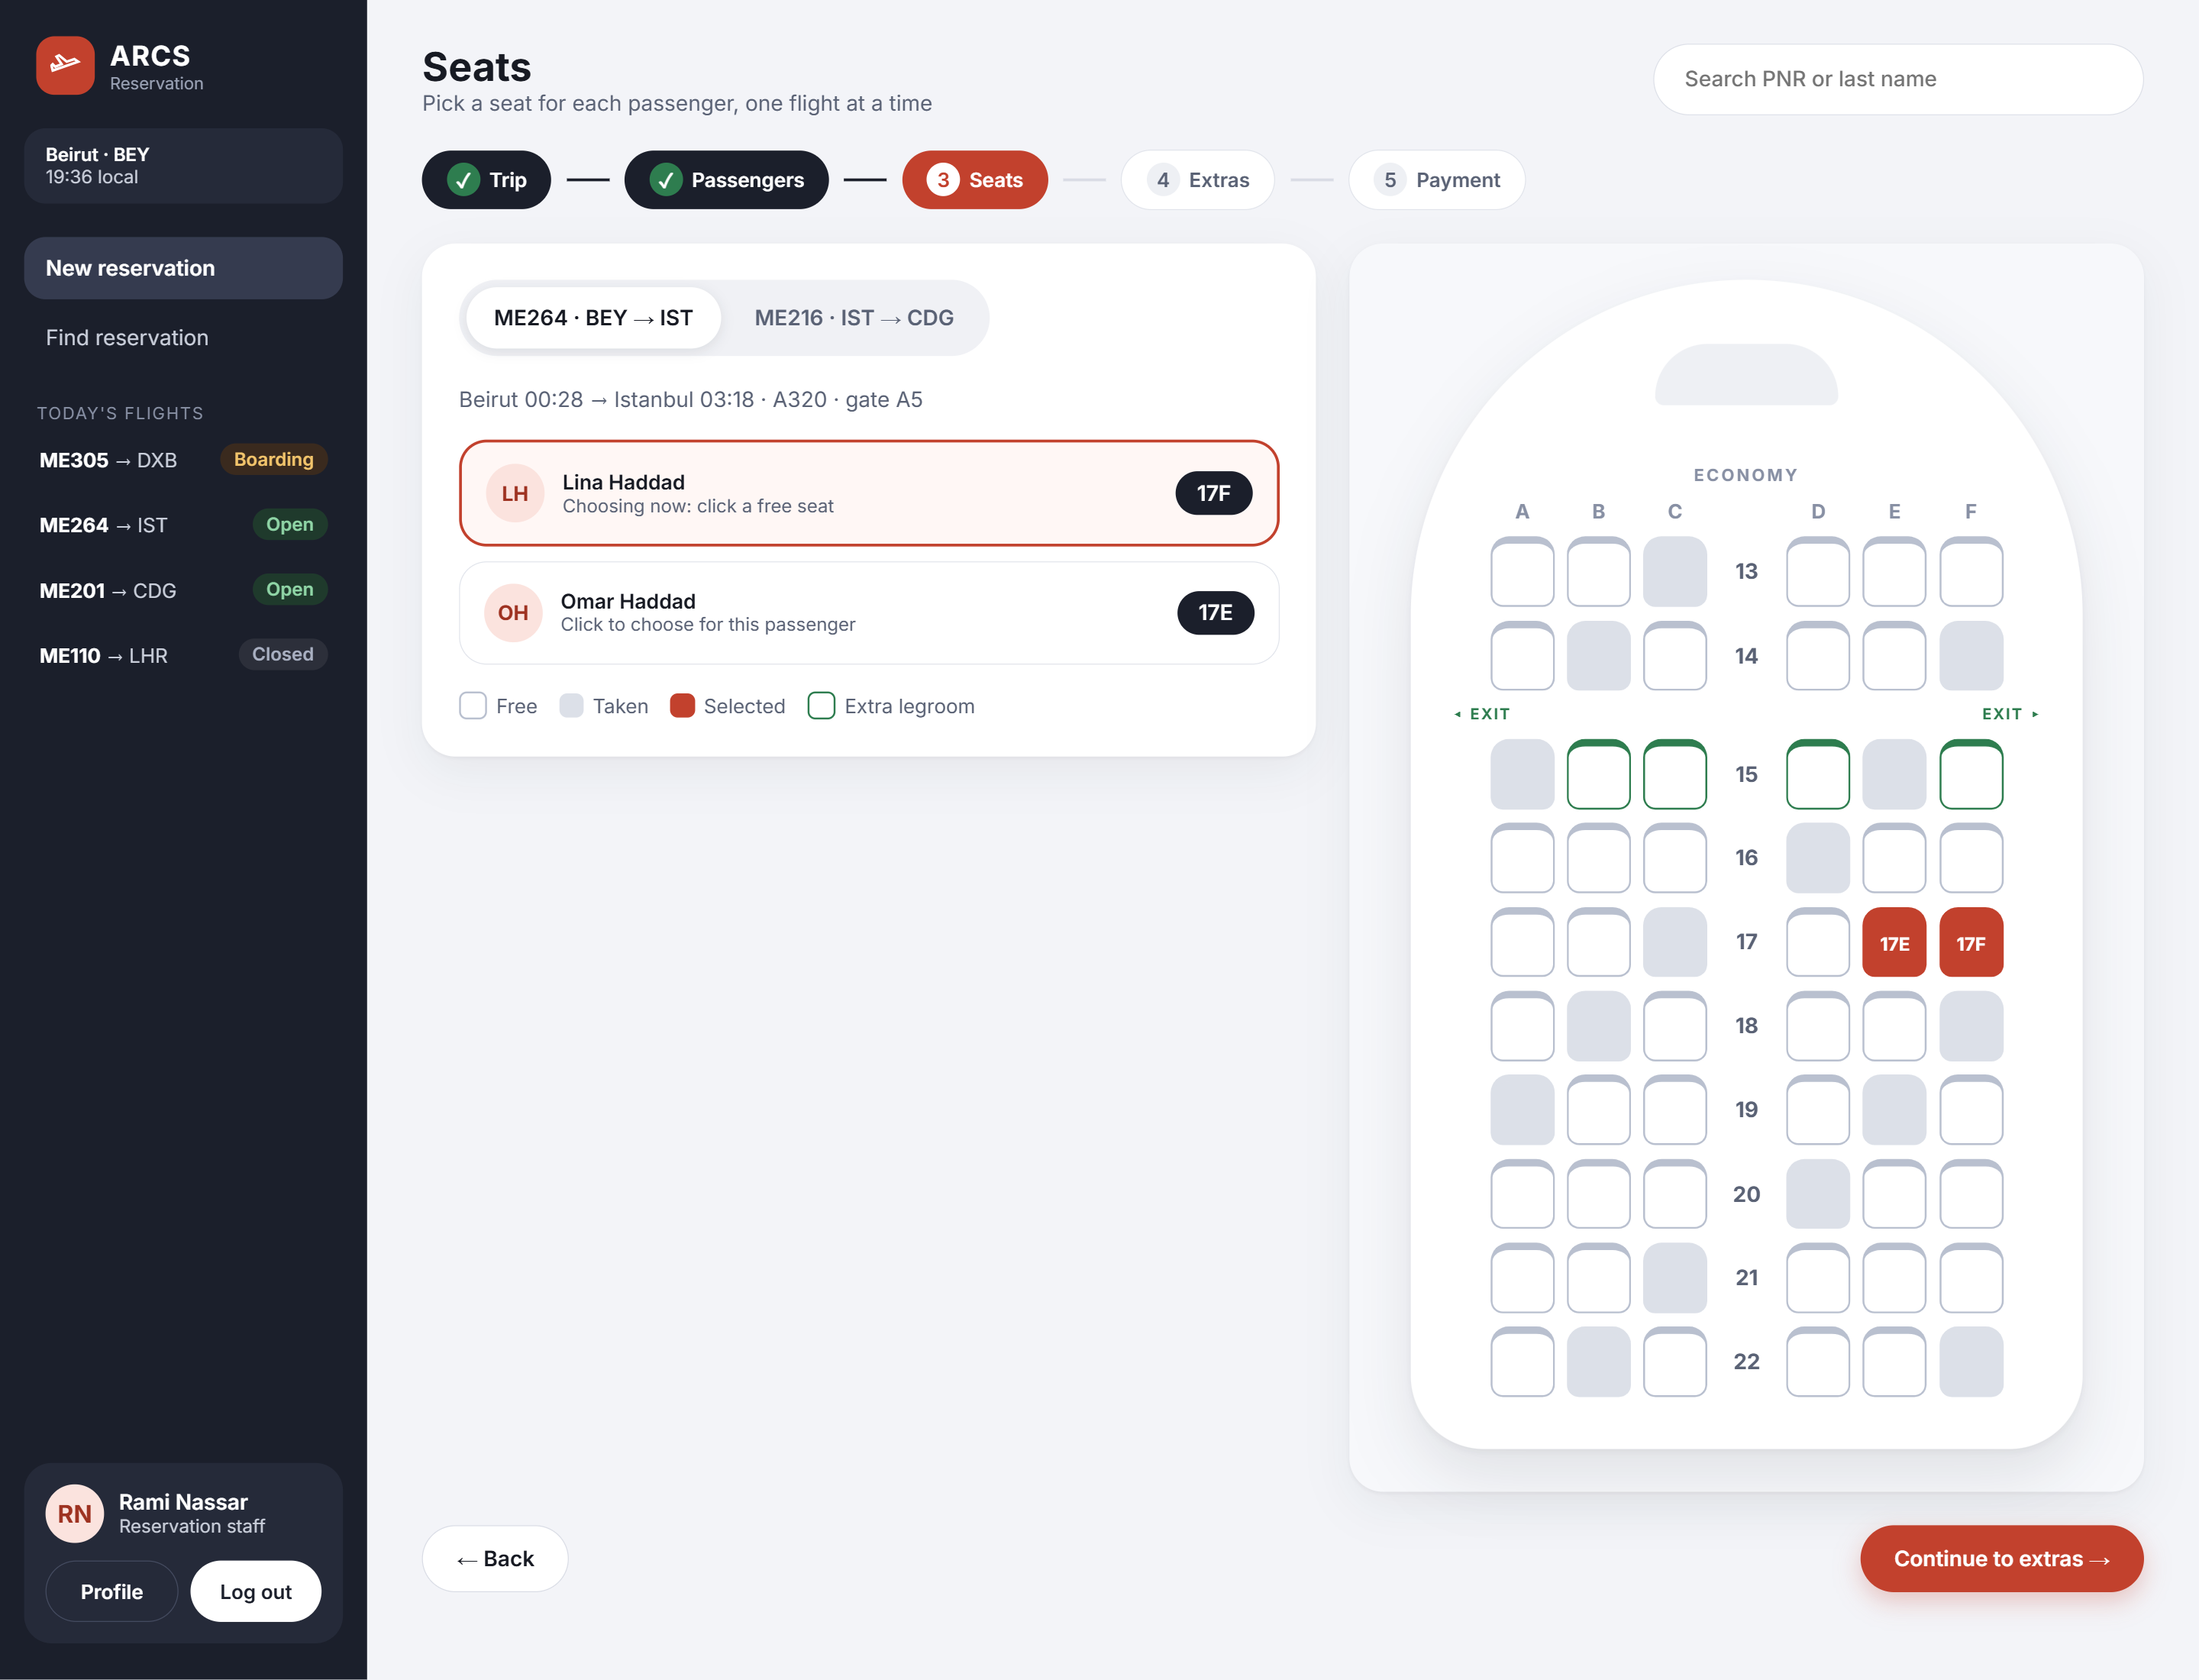 ARCS
Reservation
Beirut · BEY
19:36 local
New reservation
Find reservation
TODAY'S FLIGHTS
ME305 → DXB Boarding
ME264 → IST Open
ME201 → CDG Open
ME110 → LHR Closed
RN
Rami Nassar
Reservation staff
Profile
Log out
Seats
Pick a seat for each passenger, one flight at a time
Search PNR or last name
✓ Trip
✓ Passengers
3 Seats
4 Extras
5 Payment
ME264 · BEY → IST
ME216 · IST → CDG
Beirut 00:28 → Istanbul 03:18 · A320 · gate A5
LH
Lina Haddad
Choosing now: click a free seat
17F
OH
Omar Haddad
Click to choose for this passenger
17E
Free
Taken
Selected
Extra legroom
ECONOMY
A B C D E F
13
14
◂ EXIT EXIT ▸
15
16
17 17E 17F
18
19
20
21
22
← Back
Continue to extras →